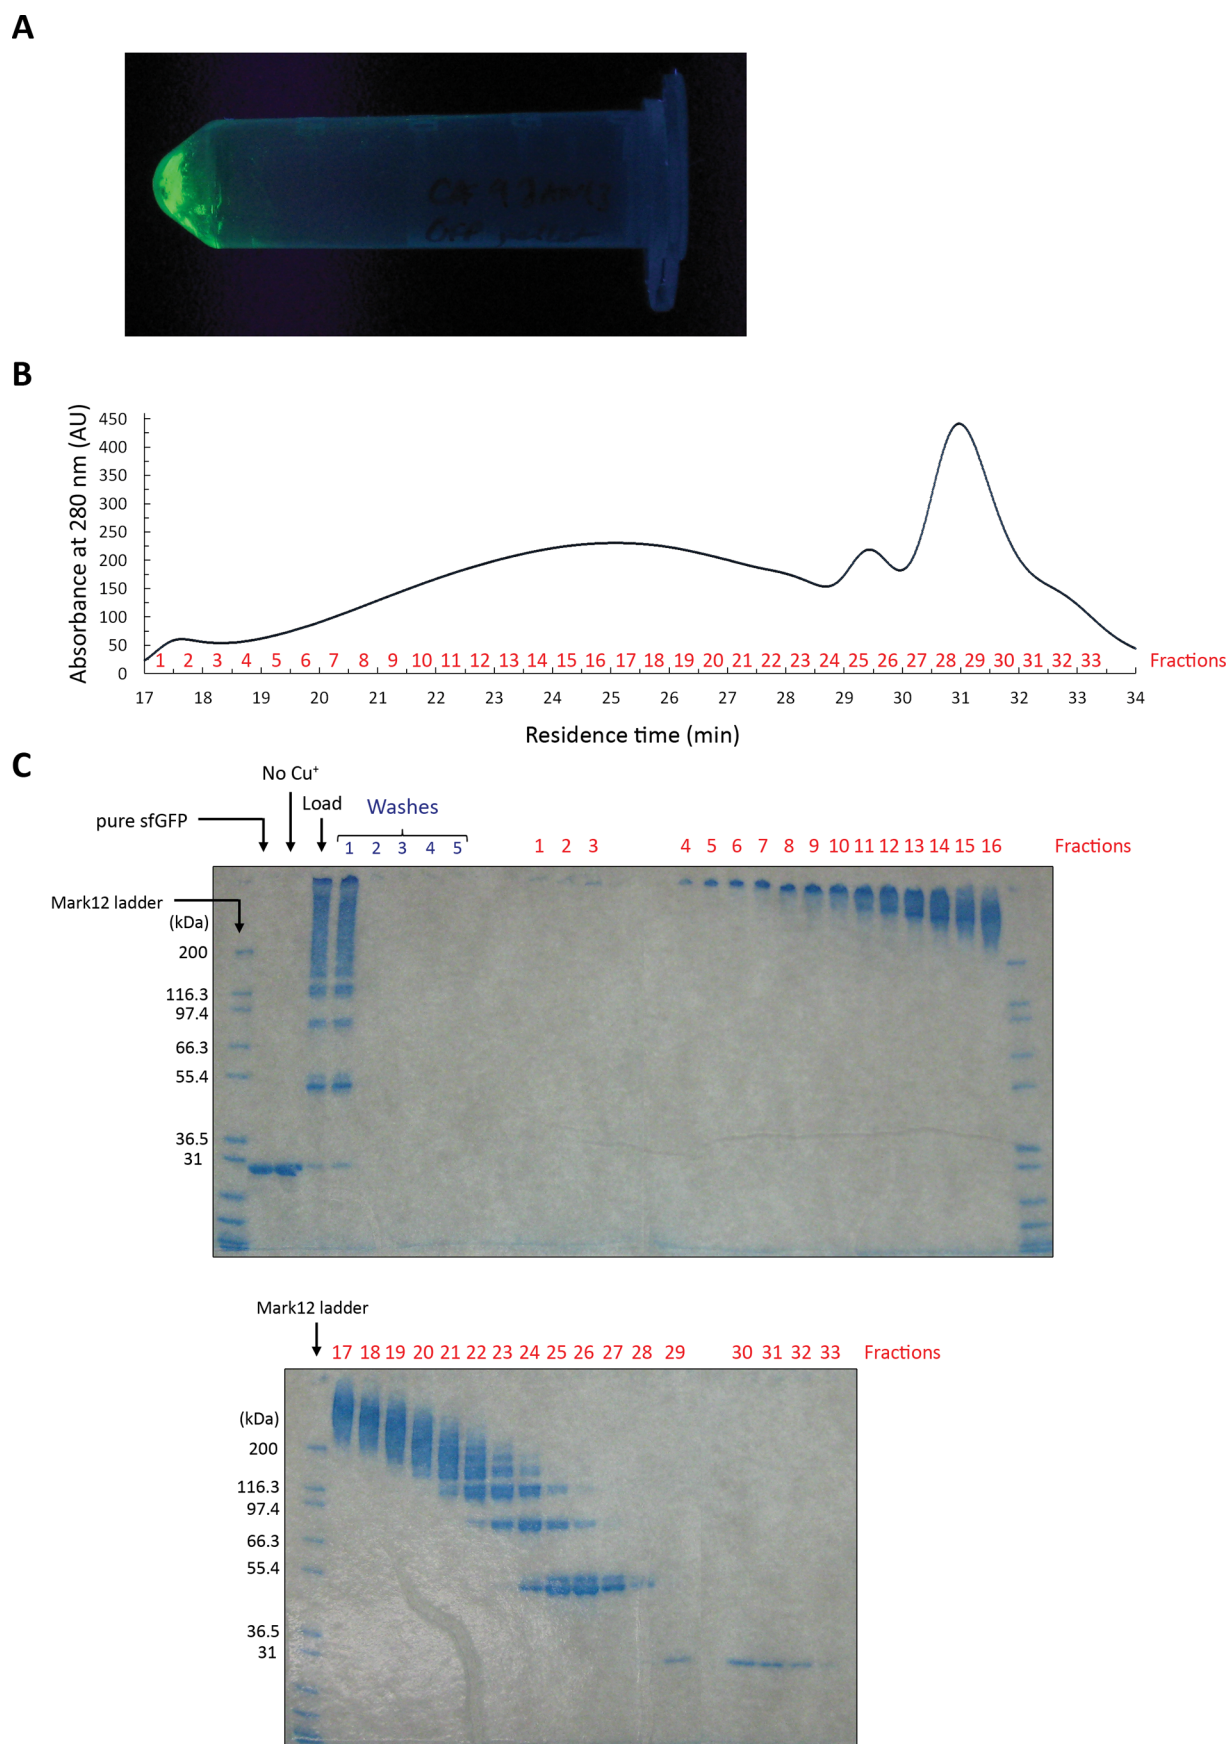 A
CA 9
GFP
B
Absorbance at 280 nm (AU)
450
400
350
300
250
200
150
100
50
0
1 2 3 4 5 6 7 8 9 10 11 12 13 14 15 16 17 18 19 20 21 22 23 24 25 26 27 28 29 30 31 32 33 Fractions
17 18 19 20 21 22 23 24 25 26 27 28 29 30 31 32 33 34
Residence time (min)
C
No Cu⁺
Load
Washes
pure sfGFP
1 2 3 4 5
1 2 3 4 5 6 7 8 9 10 11 12 13 14 15 16 Fractions
Mark12 ladder
(kDa)
200
116.3
97.4
66.3
55.4
36.5
31
Mark12 ladder
17 18 19 20 21 22 23 24 25 26 27 28 29 30 31 32 33 Fractions
(kDa)
200
116.3
97.4
66.3
55.4
36.5
31